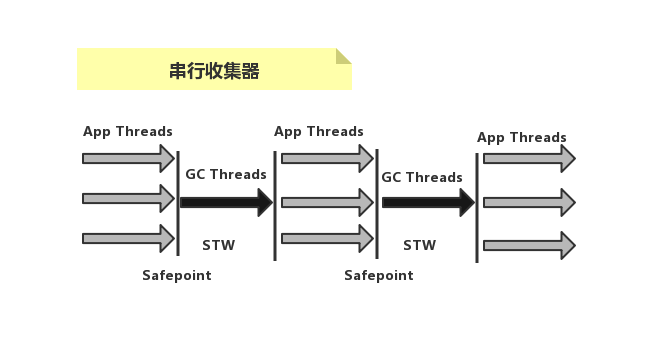 串行收集器
App Threads
App Threads
App Threads
GC Threads
GC Threads
STW
STW
Safepoint
Safepoint